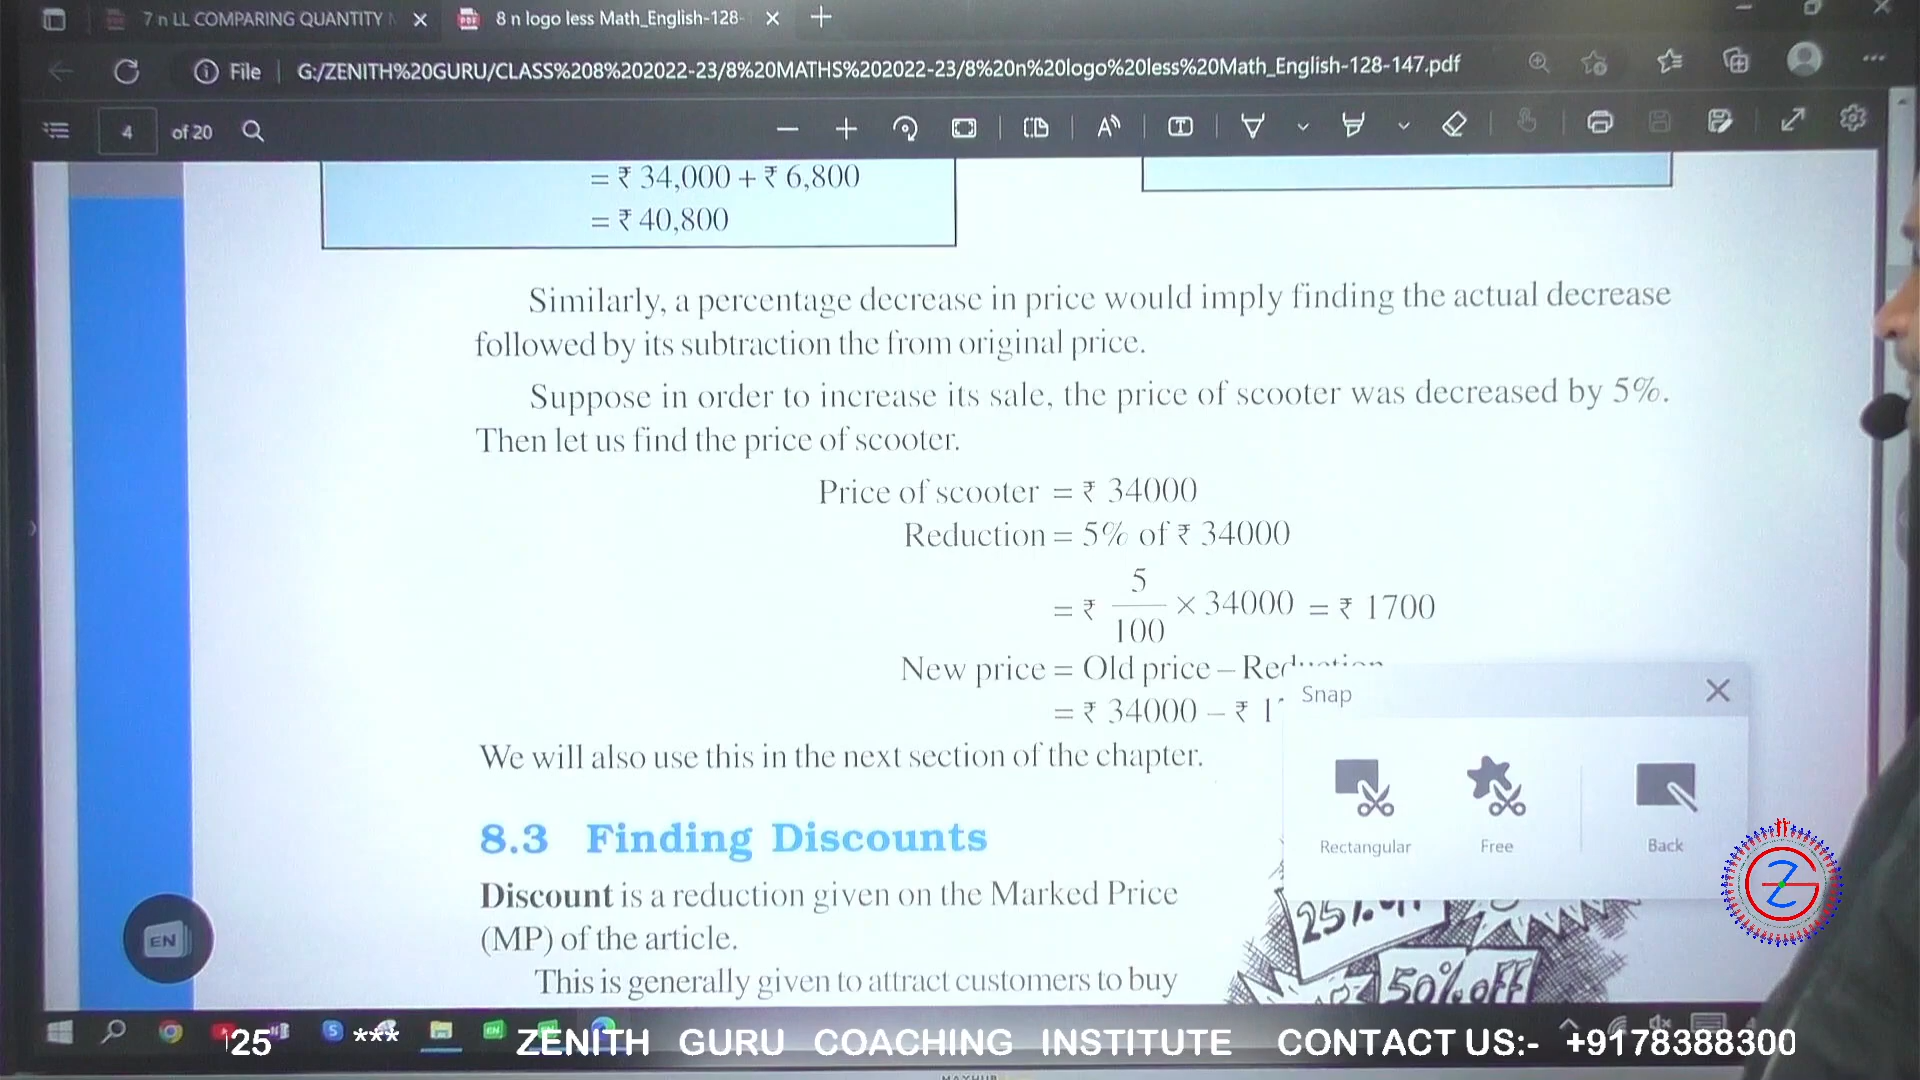 7 n LL COMPARING QUANTITY
8 n logo less Math_English-128-
File
G:/ZENITH%20GURU/CLASS%208%202022-23/8%20MATHS%202022-23/8%20n%20logo%20less%20Math_English-128-147.pdf
4 of 20
= ₹ 34,000 + ₹ 6,800
= ₹ 40,800
Similarly, a percentage decrease in price would imply finding the actual decrease
followed by its subtraction the from original price.
Suppose in order to increase its sale, the price of scooter was decreased by 5%.
Then let us find the price of scooter.
Price of scooter = ₹ 34000
Reduction = 5% of ₹ 34000
= ₹ 5/100 × 34000 = ₹ 1700
New price = Old price – Reduction
= ₹ 34000 – ₹ 1
Snap
We will also use this in the next section of the chapter.
Rectangular
Free
Back
8.3 Finding Discounts
Discount is a reduction given on the Marked Price
(MP) of the article.
This is generally given to attract customers to buy
25%
50% OFF
EN
25 *** ZENITH GURU COACHING INSTITUTE CONTACT US:- +9178388300